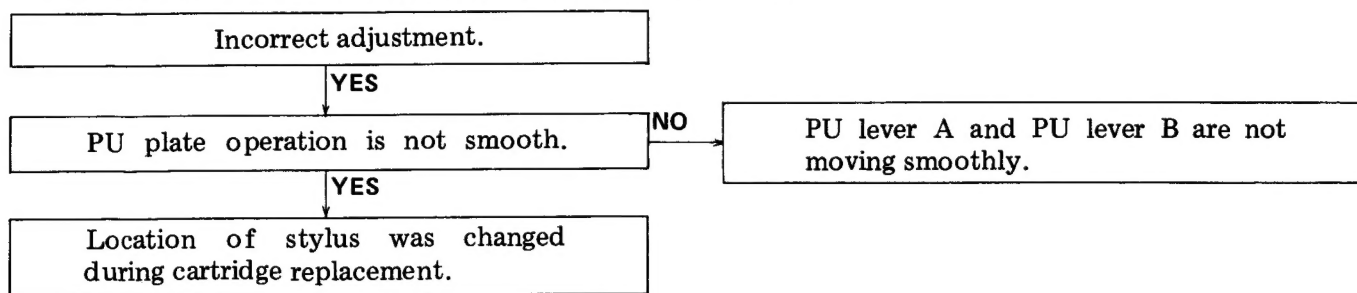 Incorrect adjustment.
YES
PU plate operation is not smooth.
NO
PU lever A and PU lever B are not
moving smoothly.
YES
Location of stylus was changed
during cartridge replacement.